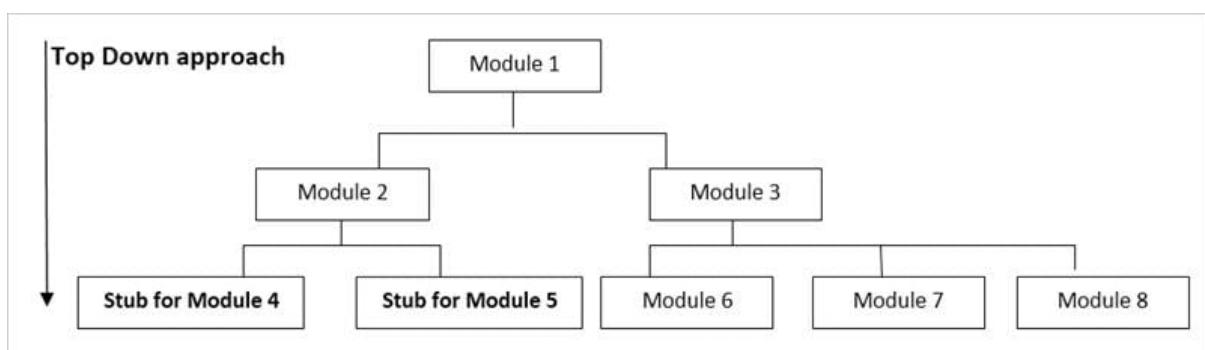 Top Down approach
Module 1
Module 2
Module 3
Stub for Module 4
Stub for Module 5
Module 6
Module 7
Module 8